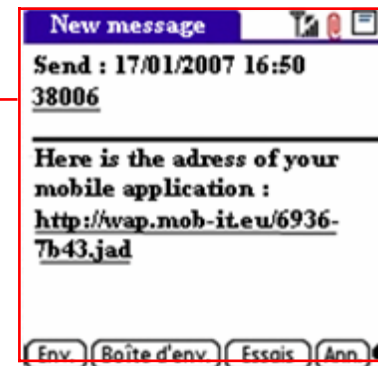 New message
Send : 17/01/2007 16:50
38006
Here is the adress of your
mobile application :
http://wap.mob-it.eu/6936-
7b43.jad
Env. Boîte d'env. Essais Ann